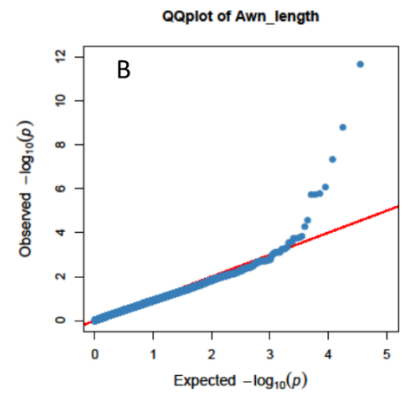 QQplot of Awn_length
B
Observed −log₁₀(p)
12
10
8
6
4
2
0
0 1 2 3 4 5
Expected −log₁₀(p)